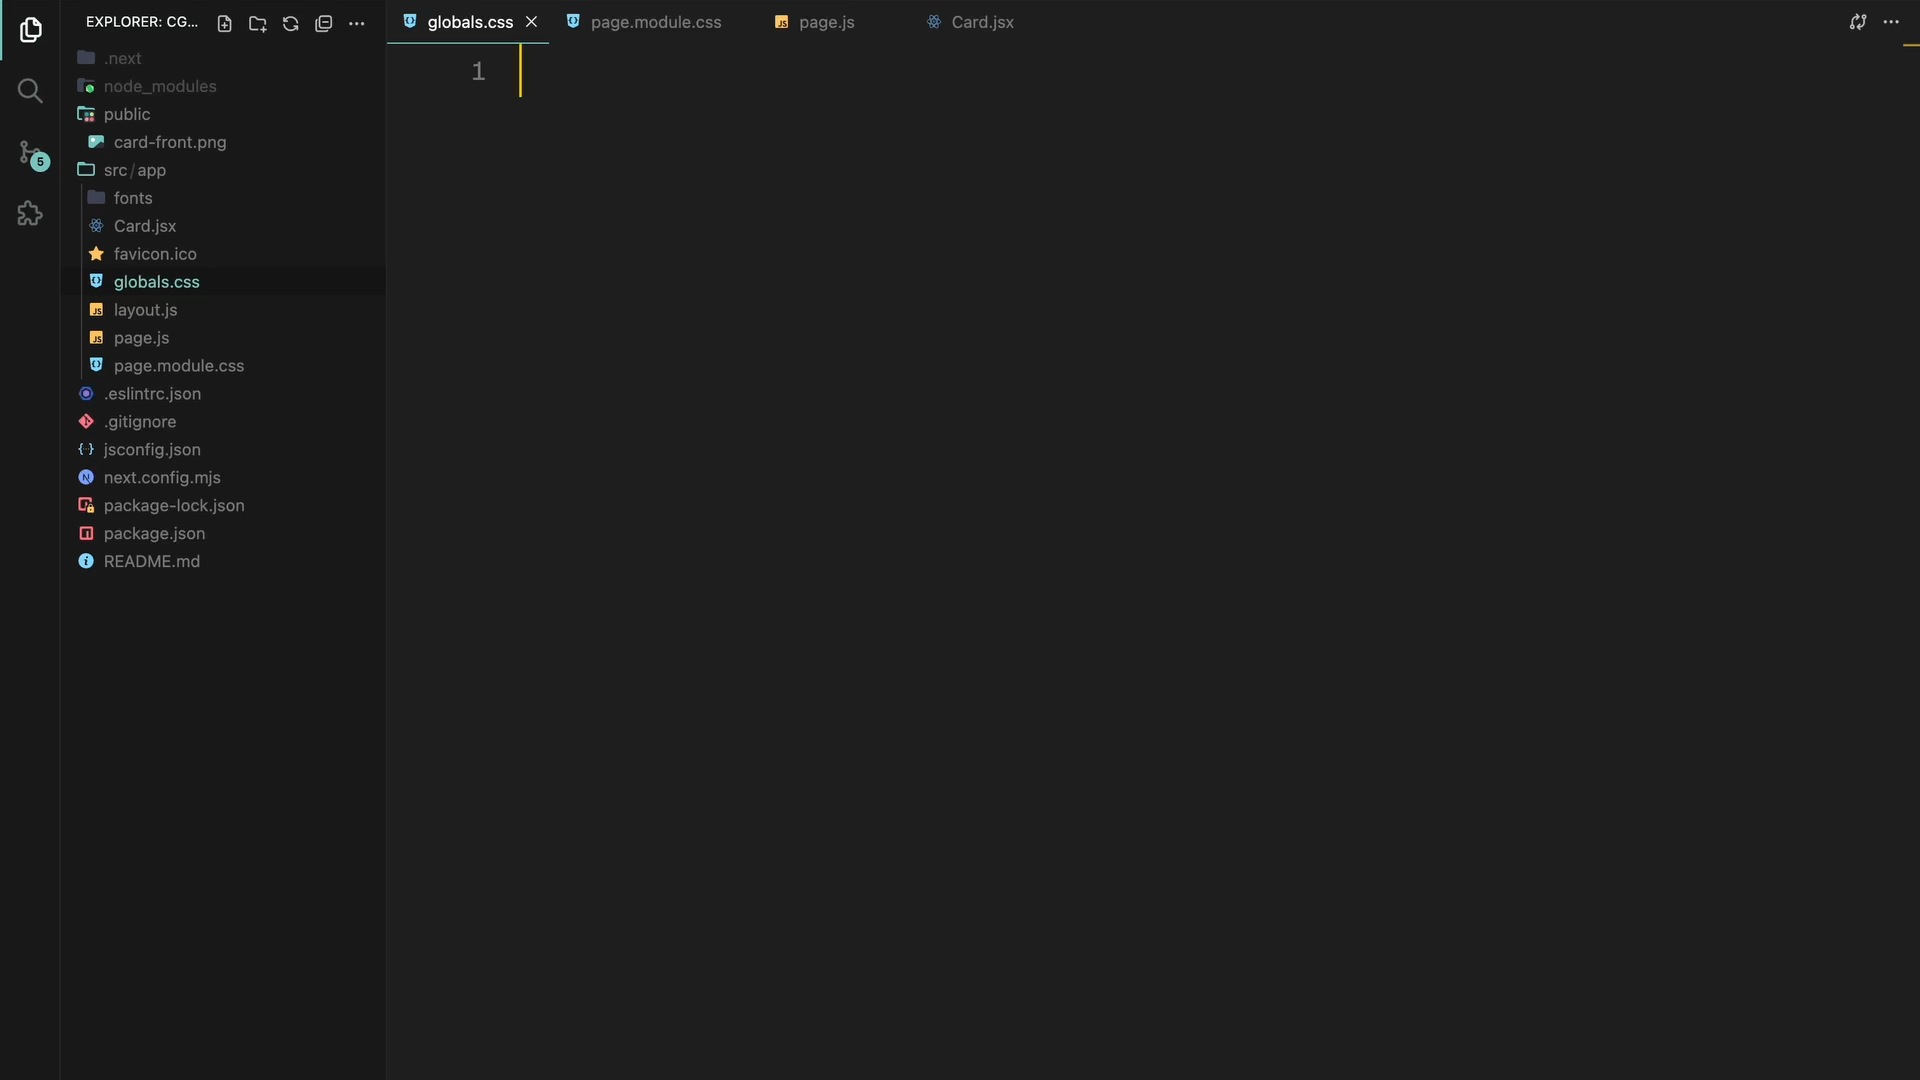 EXPLORER: CG...
globals.css
page.module.css
page.js
Card.jsx
1
.next
node_modules
public
card-front.png
src/app
fonts
Card.jsx
favicon.ico
globals.css
layout.js
page.js
page.module.css
.eslintrc.json
.gitignore
jsconfig.json
next.config.mjs
package-lock.json
package.json
README.md
5